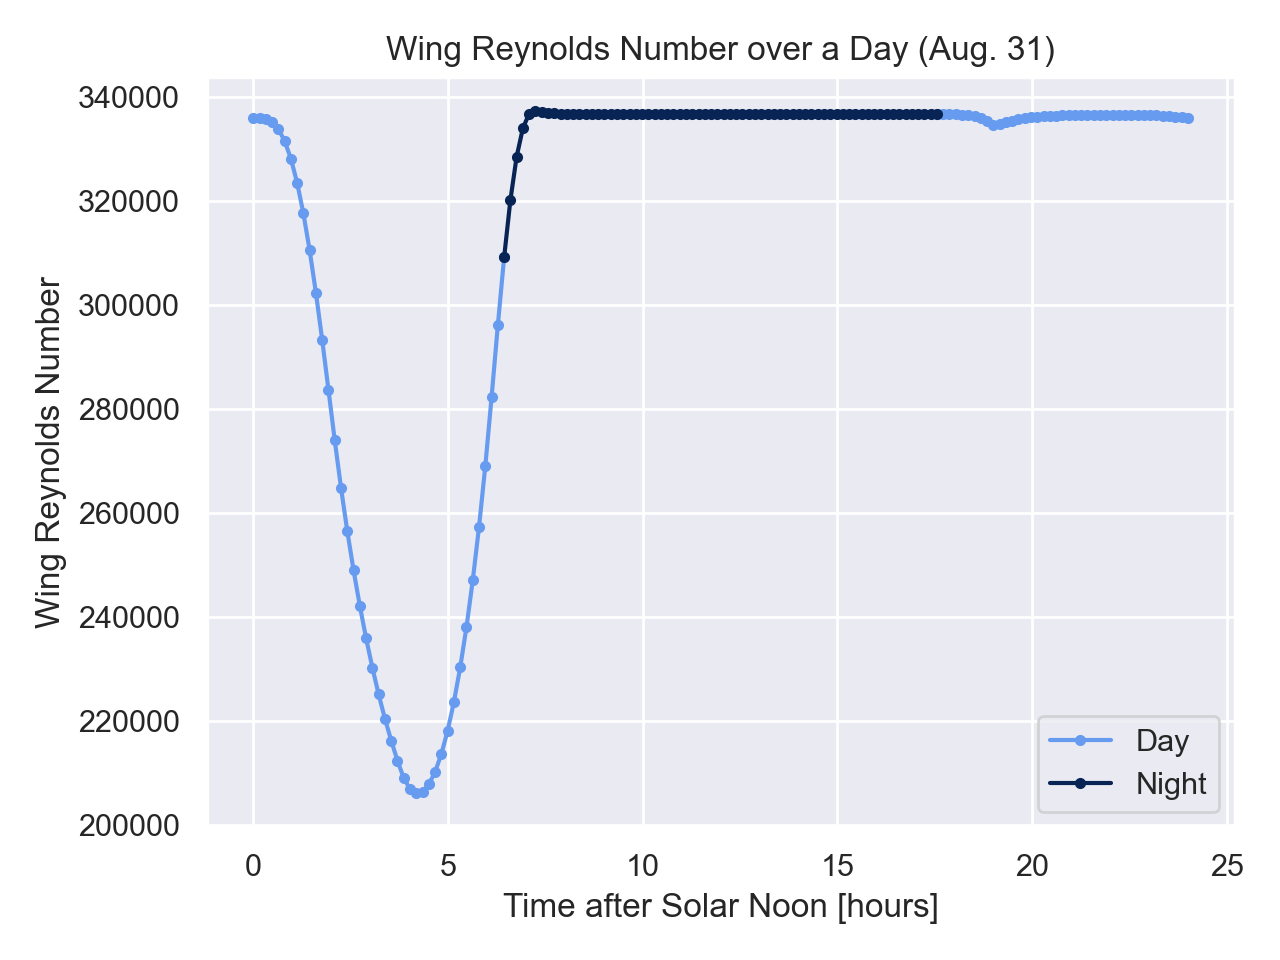 Wing Reynolds Number over a Day (Aug. 31)
Wing Reynolds Number
340000
320000
300000
280000
260000
240000
220000
200000
Day
Night
0 5 10 15 20 25
Time after Solar Noon [hours]